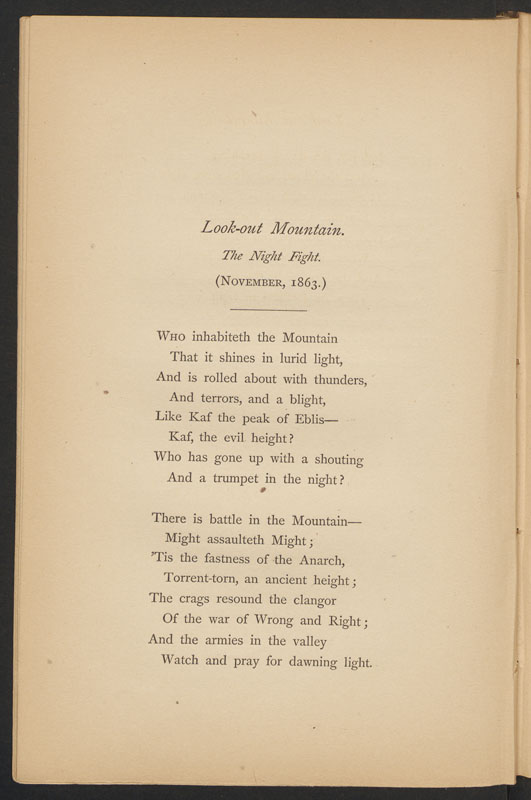 Look-out Mountain.
The Night Fight.
(November, 1863.)
Who inhabiteth the Mountain
That it shines in lurid light,
And is rolled about with thunders,
And terrors, and a blight,
Like Kaf the peak of Eblis—
Kaf, the evil height?
Who has gone up with a shouting
And a trumpet in the night?
There is battle in the Mountain—
Might assaulteth Might;
'Tis the fastness of the Anarch,
Torrent-torn, an ancient height;
The crags resound the clangor
Of the war of Wrong and Right;
And the armies in the valley
Watch and pray for dawning light.